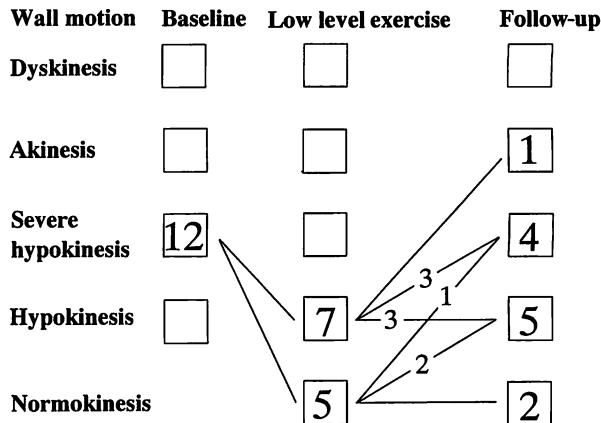 Wall motion Baseline Low level exercise Follow-up
Dyskinesis
Akinesis 1
Severe
hypokinesis 12 4
3
1
Hypokinesis 7 3 5
2
Normokinesis 5 2